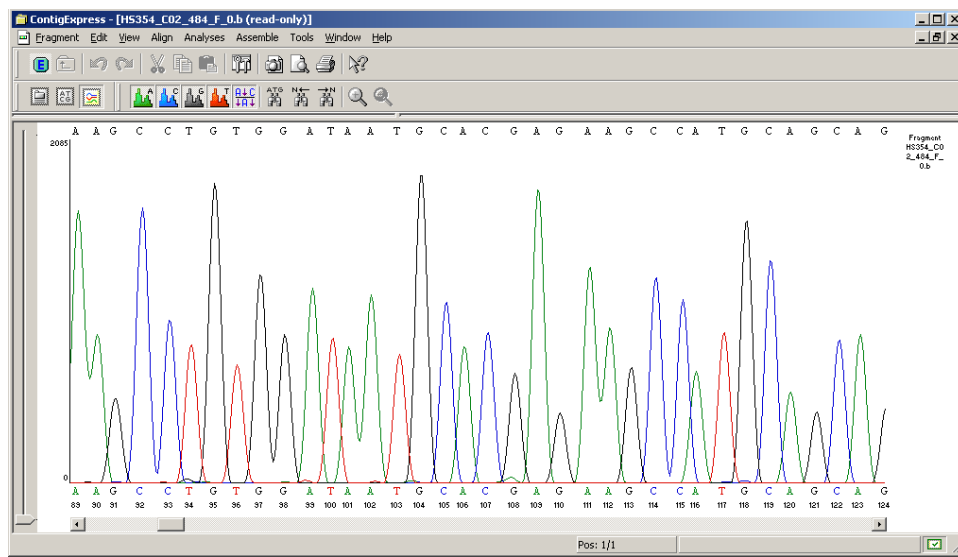 ContigExpress - [HS354_C02_484_F_0.b (read-only)]
Fragment Edit View Align Analyses Assemble Tools Window Help
E
AT
CG
A C G T A↓C
↓A↓ ATG N← →N
A A G C C T G T G G A T A A T G C A C G A G A A G C C A T G C A G C A G
Fragment
HS354_C0
2_484_F_
0.b
2085
0
A A G C C T G T G G A T A A T G C A C G A G A A G C C A T G C A G C A G
89 90 91 92 93 94 95 96 97 98 99 100 101 102 103 104 105 106 107 108 109 110 111 112 113 114 115 116 117 118 119 120 121 122 123 124
Pos: 1/1